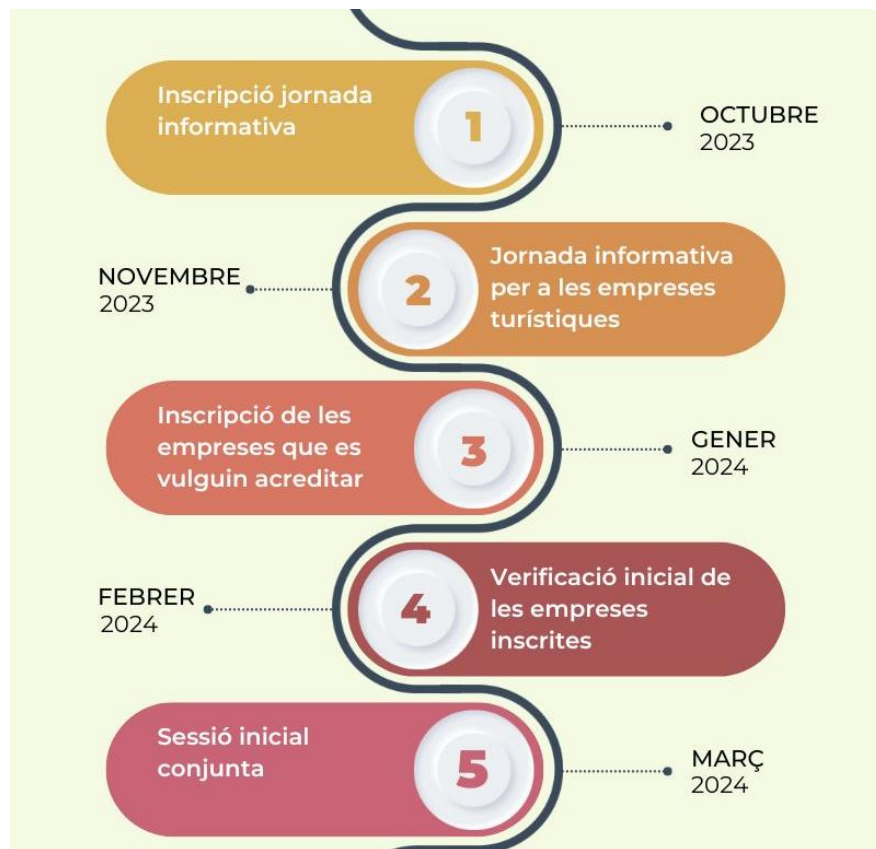 Inscripció jornada
informativa
1
OCTUBRE
2023
NOVEMBRE
2023
2
Jornada informativa
per a les empreses
turístiques
Inscripció de les
empreses que es
vulguin acreditar
3
GENER
2024
FEBRER
2024
4
Verificació inicial de
les empreses
inscrites
Sessió inicial
conjunta
5
MARÇ
2024